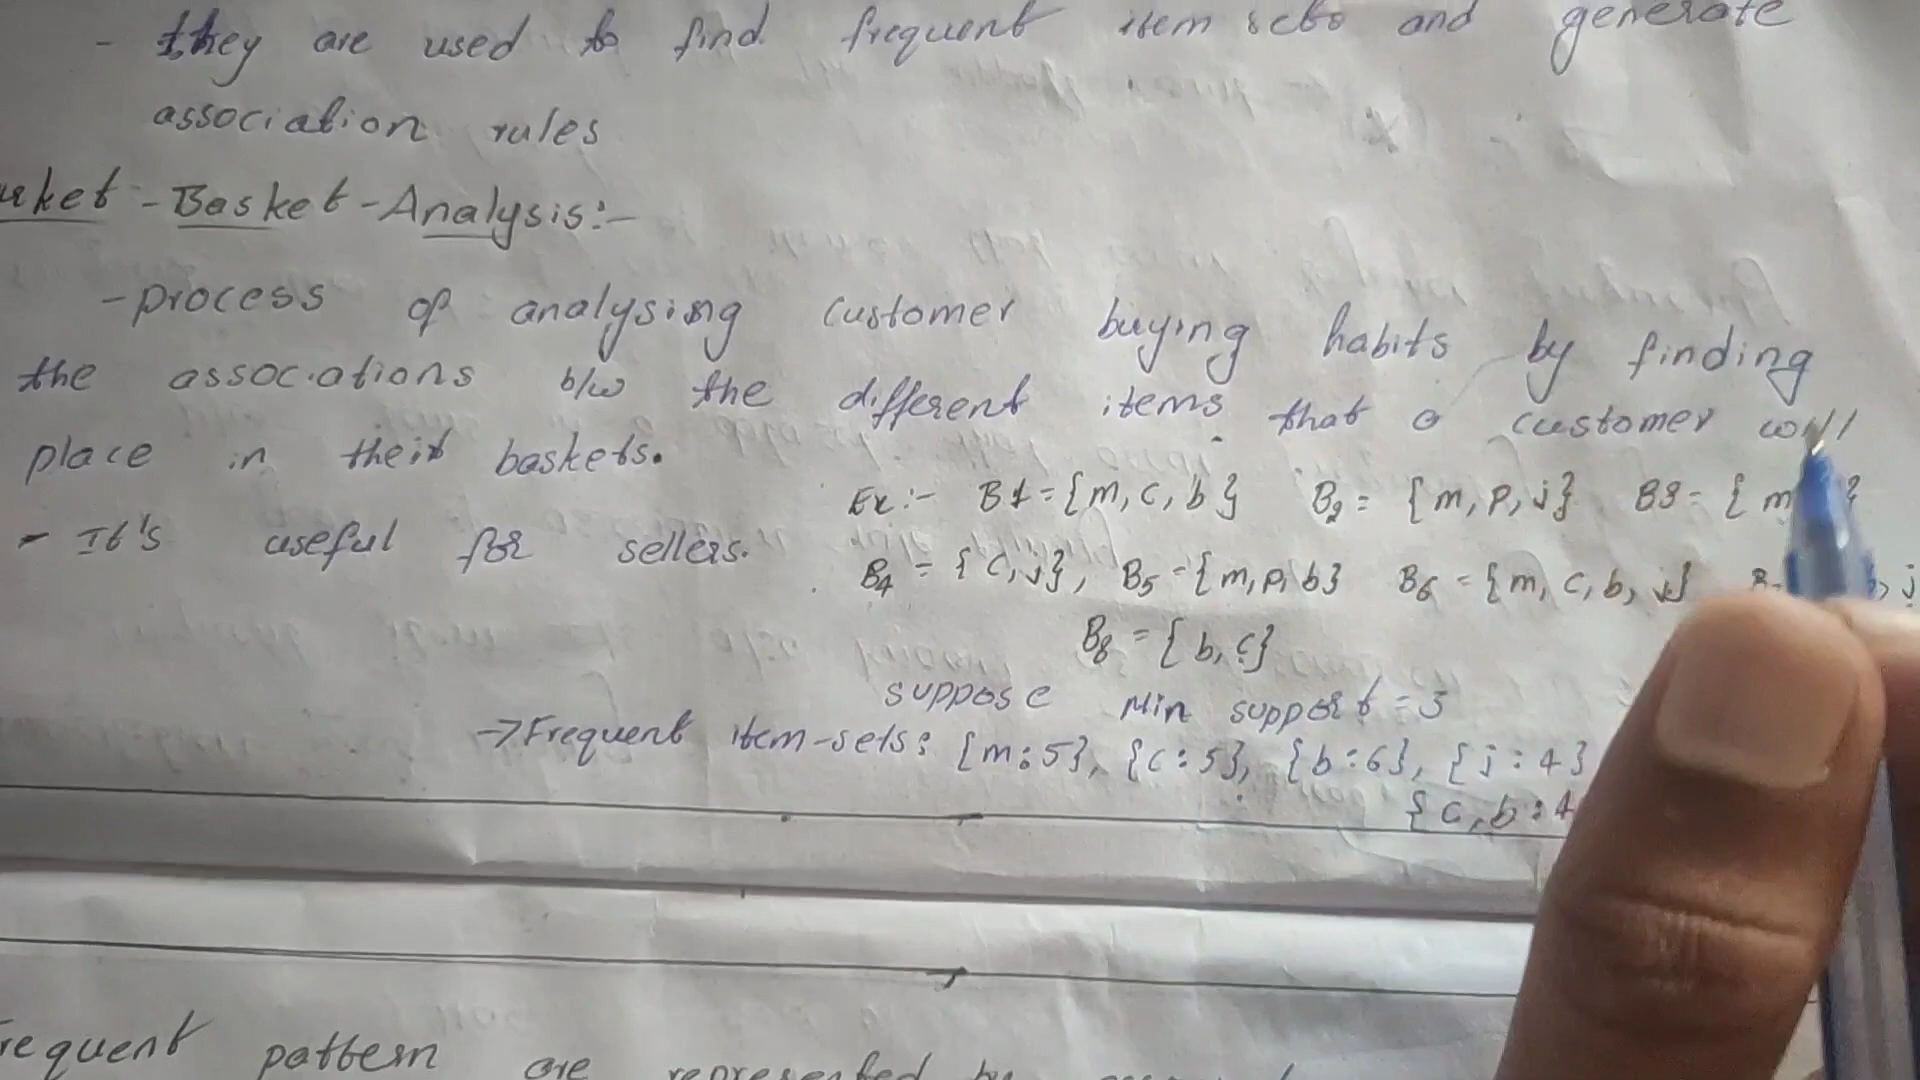 - they are used to find frequent item sets and generate
association rules
rket - Basket - Analysis:-
- process of analysing customer buying habits by finding
the associations b/w the different items that a customer will
place in their baskets.
Ex:- B1 = {m, c, b} B2 = {m, p, j} B3 = { m }
- It's useful for sellers.
B4 = {c, j}, B5 = {m, p, b} B6 = {m, c, b, j} , j
B8 = { b, c}
suppose Min support = 3
→ Frequent item-sets: {m:5}, {c:5}, {b:6}, {j:4}
{c, b:4
requent pattern are represented by